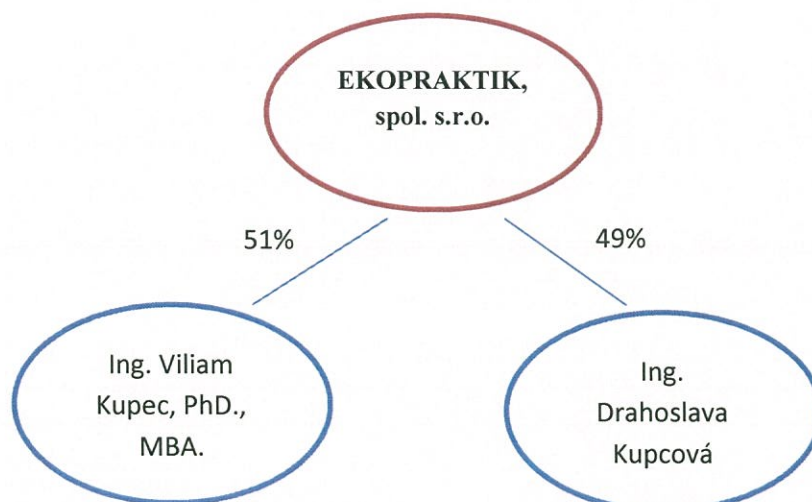 EKOPRAKTIK,
spol. s.r.o.
51%
49%
Ing. Viliam
Kupec, PhD.,
MBA.
Ing.
Drahoslava
Kupcová